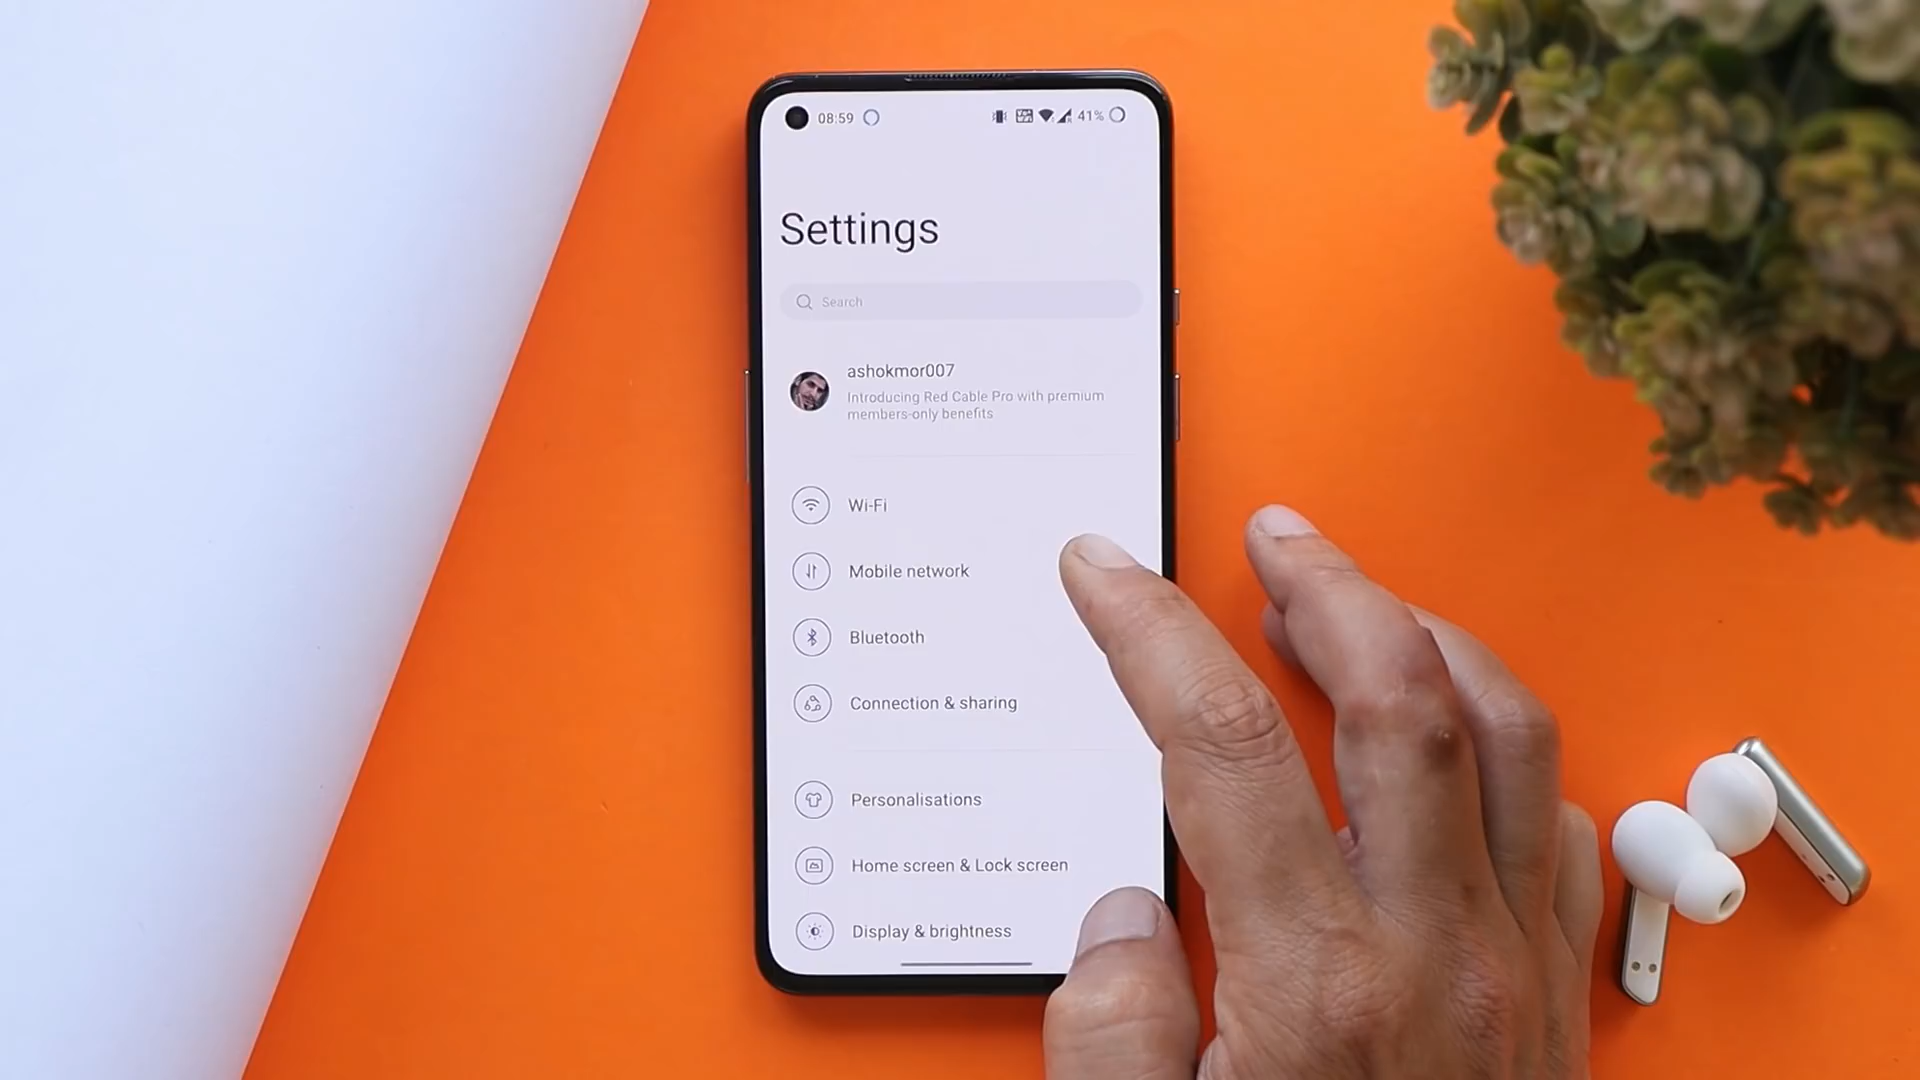 08:59
41%
Settings
Search
ashokmor007
Introducing Red Cable Pro with premium
members-only benefits
Wi-Fi
Mobile network
Bluetooth
Connection & sharing
Personalisations
Home screen & Lock screen
Display & brightness